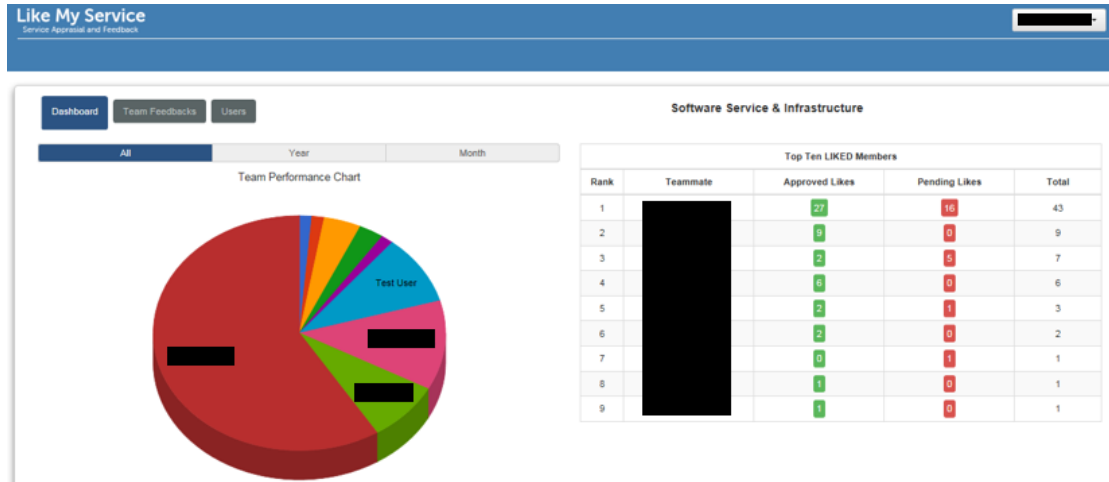 Like My Service
Service Apprasial and Feedback
Dashboard Team Feedbacks Users
Software Service & Infrastructure
All Year Month
Team Performance Chart
Test User
Top Ten LIKED Members
Rank Teammate Approved Likes Pending Likes Total
1 27 16 43
2 9 0 9
3 2 5 7
4 6 0 6
5 2 1 3
6 2 0 2
7 0 1 1
8 1 0 1
9 1 0 1